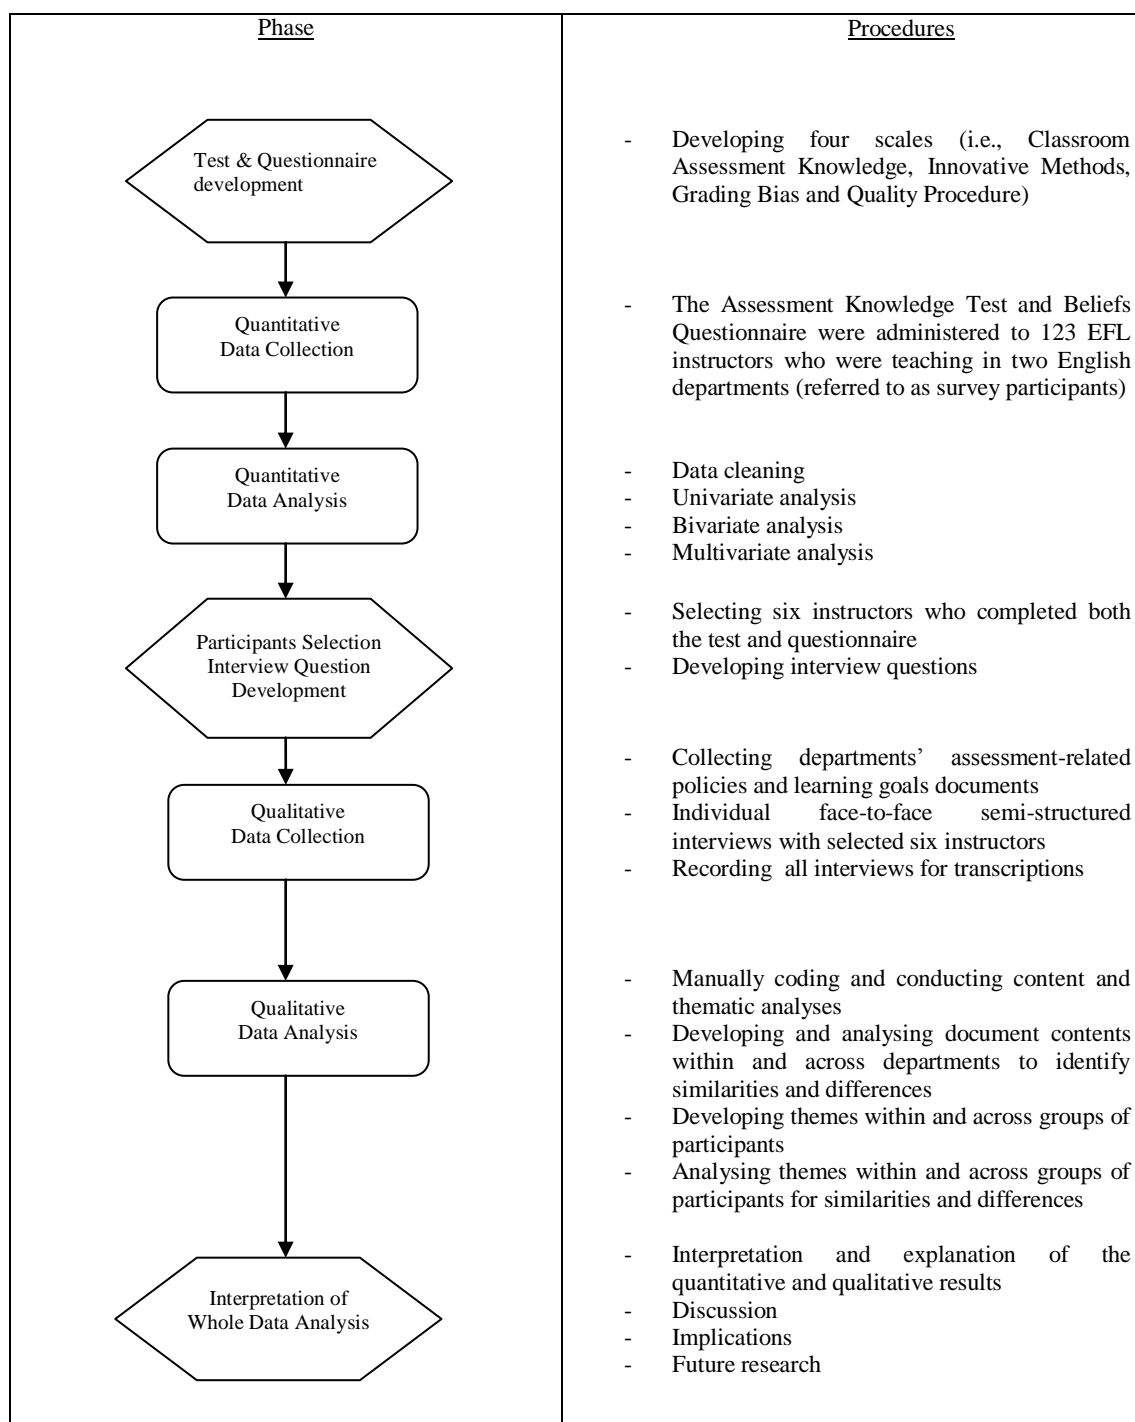 Phase
Procedures
Test & Questionnaire
development
- Developing four scales (i.e., Classroom
Assessment Knowledge, Innovative Methods,
Grading Bias and Quality Procedure)
Quantitative
Data Collection
- The Assessment Knowledge Test and Beliefs
Questionnaire were administered to 123 EFL
instructors who were teaching in two English
departments (referred to as survey participants)
Quantitative
Data Analysis
- Data cleaning
- Univariate analysis
- Bivariate analysis
- Multivariate analysis
Participants Selection
Interview Question
Development
- Selecting six instructors who completed both
the test and questionnaire
- Developing interview questions
Qualitative
Data Collection
- Collecting departments’ assessment-related
policies and learning goals documents
- Individual face-to-face semi-structured
interviews with selected six instructors
- Recording all interviews for transcriptions
Qualitative
Data Analysis
- Manually coding and conducting content and
thematic analyses
- Developing and analysing document contents
within and across departments to identify
similarities and differences
- Developing themes within and across groups of
participants
- Analysing themes within and across groups of
participants for similarities and differences
Interpretation of
Whole Data Analysis
- Interpretation and explanation of the
quantitative and qualitative results
- Discussion
- Implications
- Future research